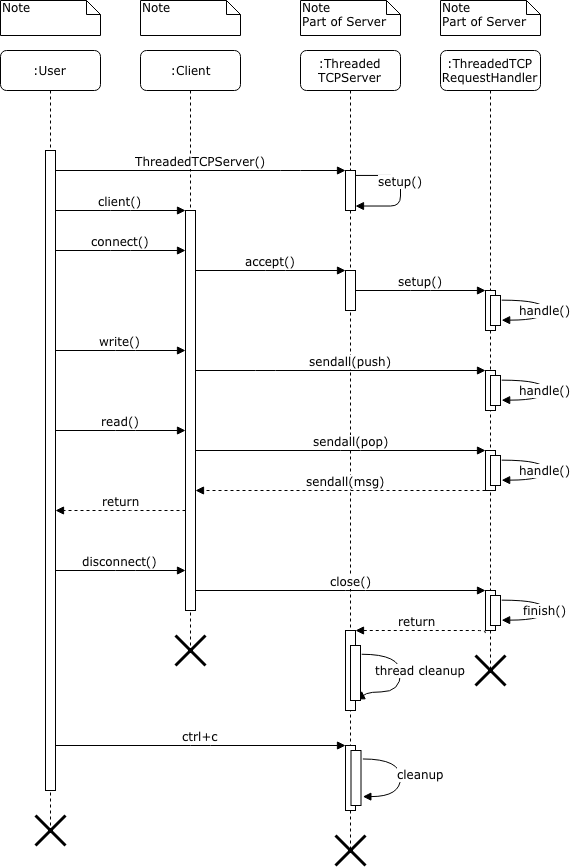 Note
Note
Note
Part of Server
Note
Part of Server
:User
:Client
:Threaded
TCPServer
:ThreadedTCP
RequestHandler
ThreadedTCPServer()
setup()
client()
connect()
accept()
setup()
handle()
write()
sendall(push)
handle()
read()
sendall(pop)
handle()
sendall(msg)
return
disconnect()
close()
finish()
return
thread cleanup
ctrl+c
cleanup